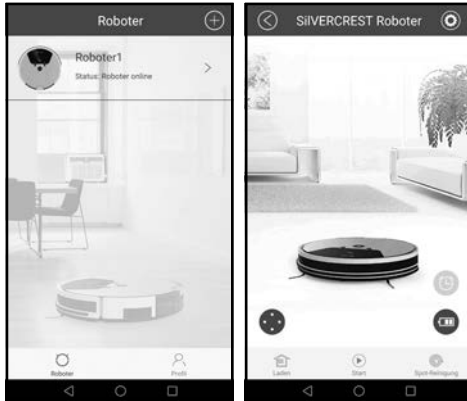 Roboter
Roboter1
Status: Roboter online
Roboter
Profil
SilVERCREST Roboter
Laden
Start
Spot-Reinigung